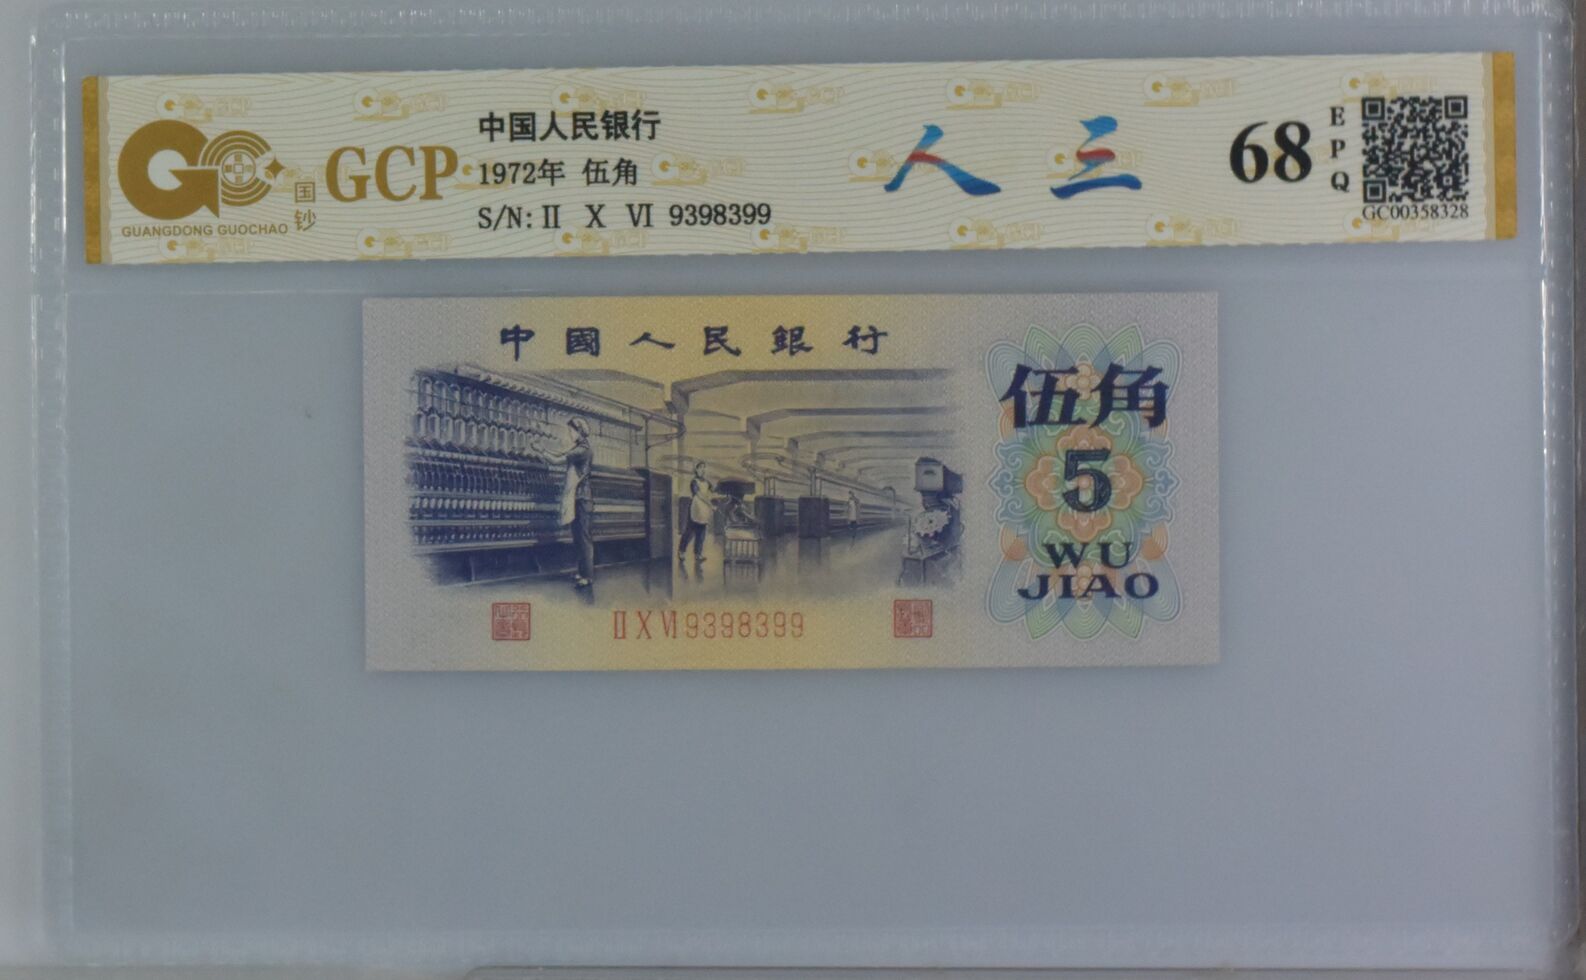 GUANGDONG GUOCHAO
国钞
GCP
中国人民银行
1972年 伍角
S/N: II X VI 9398399
人 三
68
EPQ
GC00358328
中國人民銀行
伍角
5
WU
JIAO
II X VI 9398399